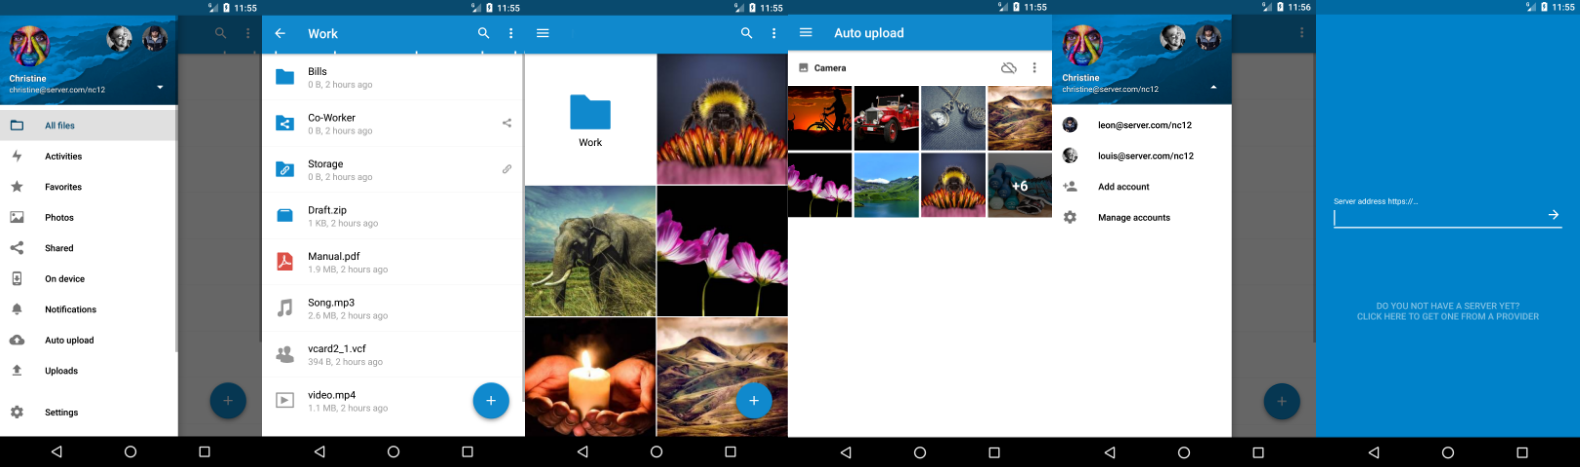 11:55
Christine
christine@server.com/nc12
All files
Activities
Favorites
Photos
Shared
On device
Notifications
Auto upload
Uploads
Settings
11:55
Work
Bills
0 B, 2 hours ago
Co-Worker
0 B, 2 hours ago
Storage
0 B, 2 hours ago
Draft.zip
1 KB, 2 hours ago
Manual.pdf
1.9 MB, 2 hours ago
Song.mp3
2.6 MB, 2 hours ago
vcard2_1.vcf
394 B, 2 hours ago
video.mp4
1.1 MB, 2 hours ago
11:55
Work
11:55
Auto upload
Camera
+6
11:56
Christine
christine@server.com/nc12
leon@server.com/nc12
louis@server.com/nc12
Add account
Manage accounts
11:55
Server address https://...
DO YOU NOT HAVE A SERVER YET?
CLICK HERE TO GET ONE FROM A PROVIDER